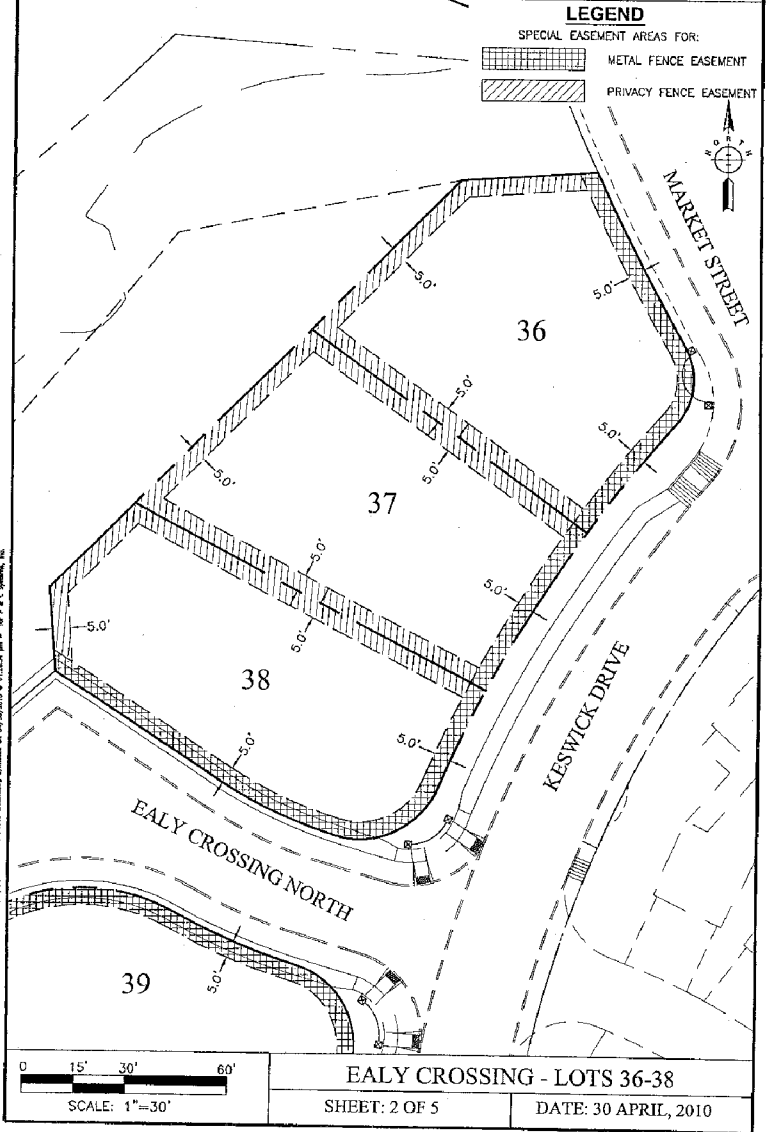 LEGEND
SPECIAL EASEMENT AREAS FOR:
METAL FENCE EASEMENT
PRIVACY FENCE EASEMENT
NORTH
MARKET STREET
5.0'
5.0'
36
5.0'
5.0'
5.0'
5.0'
37
5.0'
5.0'
5.0'
5.0'
38
5.0'
5.0'
KESWICK DRIVE
EALY CROSSING NORTH
5.0'
39
0 15' 30' 60'
SCALE: 1"=30'
EALY CROSSING - LOTS 36-38
SHEET: 2 OF 5
DATE: 30 APRIL, 2010